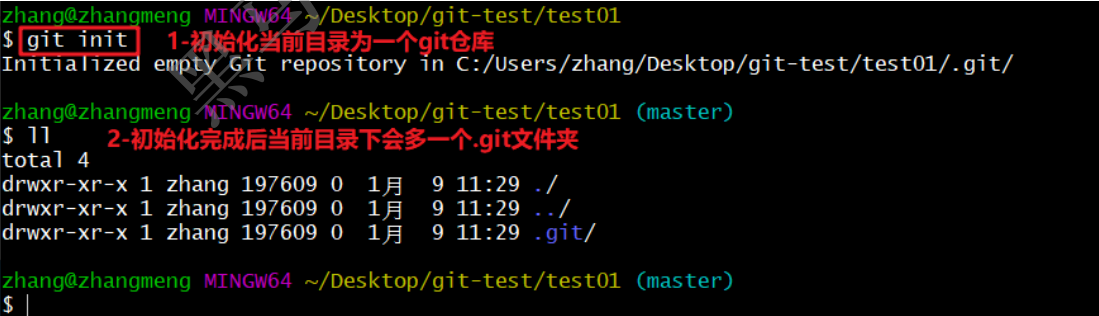 zhang@zhangmeng MINGW64 ~/Desktop/git-test/test01
$ git init 1-初始化当前目录为一个git仓库
Initialized empty Git repository in C:/Users/zhang/Desktop/git-test/test01/.git/
zhang@zhangmeng MINGW64 ~/Desktop/git-test/test01 (master)
$ ll 2-初始化完成后当前目录下会多一个.git文件夹
total 4
drwxr-xr-x 1 zhang 197609 0 1月 9 11:29 ./
drwxr-xr-x 1 zhang 197609 0 1月 9 11:29 ../
drwxr-xr-x 1 zhang 197609 0 1月 9 11:29 .git/
zhang@zhangmeng MINGW64 ~/Desktop/git-test/test01 (master)
$